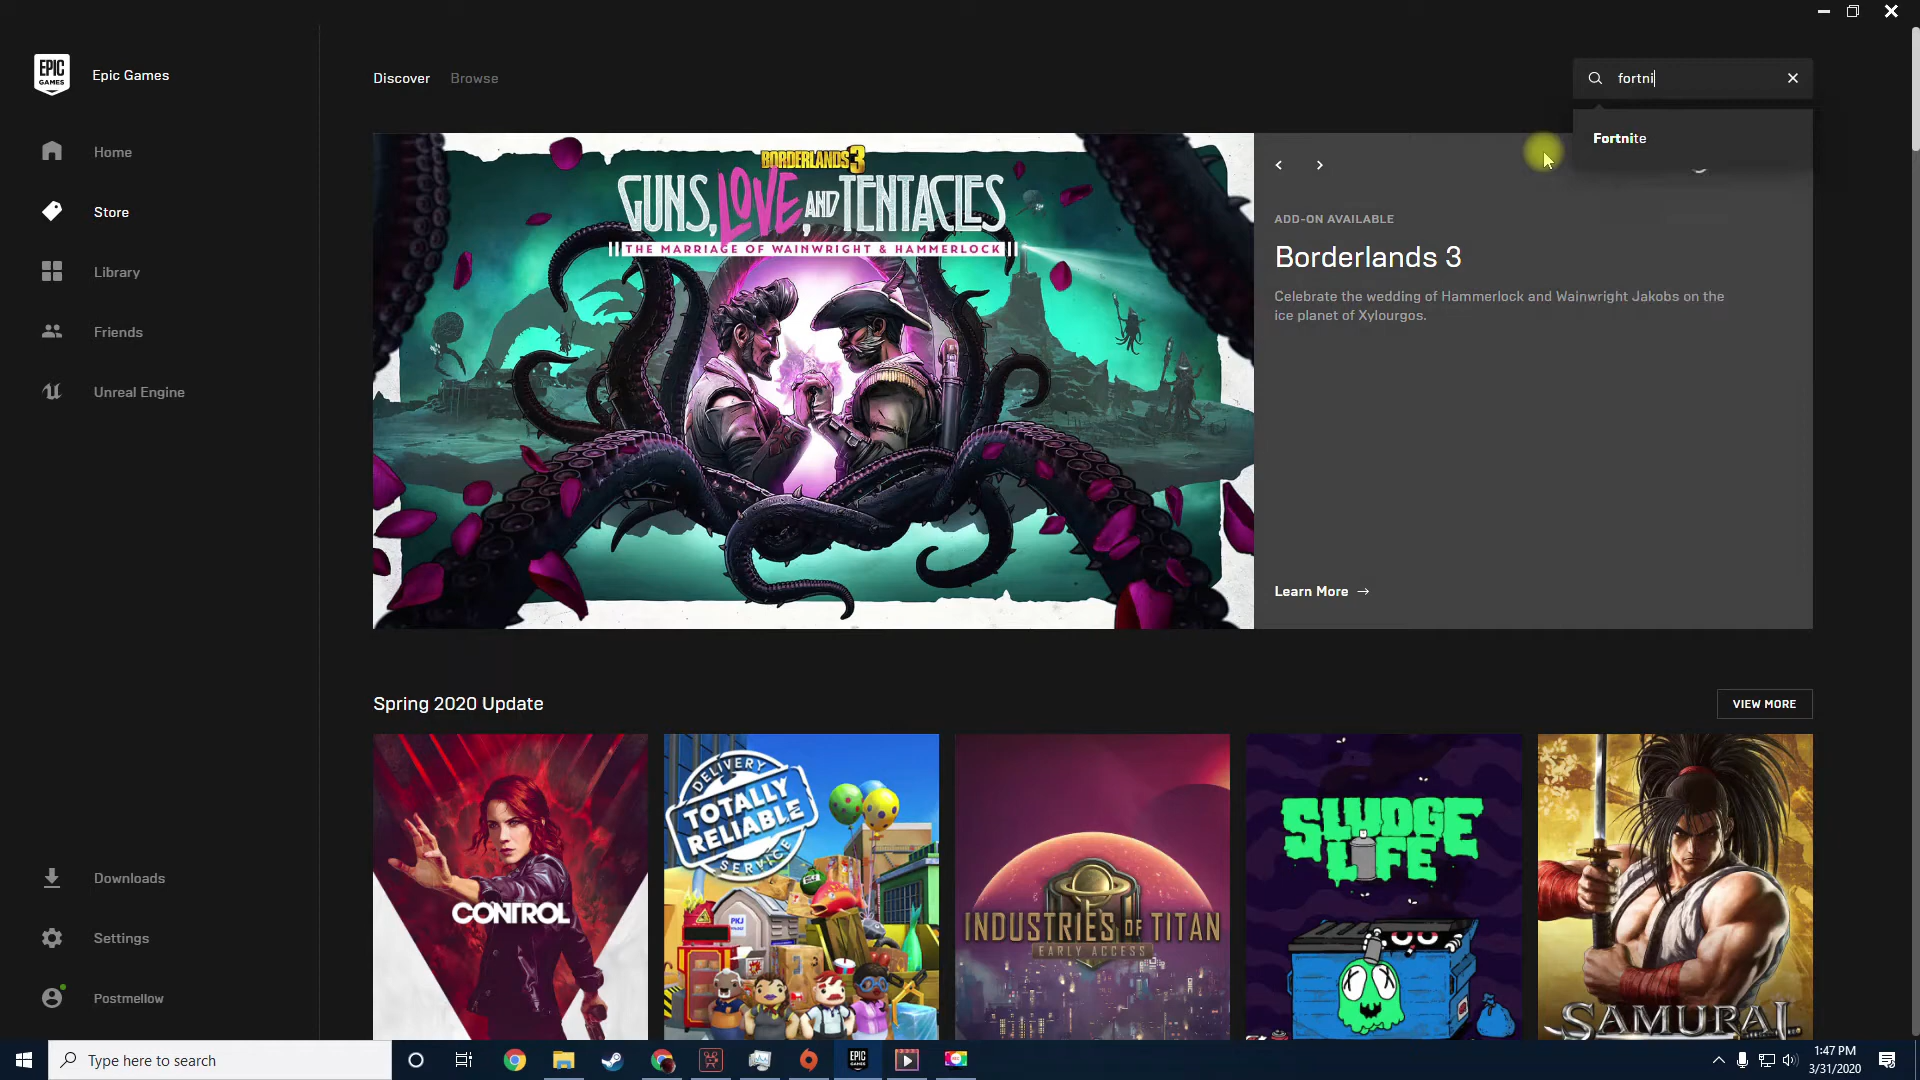 EPIC
GAMES
Epic Games
Discover
Browse
fortni
Fortnite
Home
Store
Library
Friends
Unreal Engine
BORDERLANDS 3
GUNS, LOVE, AND TENTACLES
THE MARRIAGE OF WAINWRIGHT & HAMMERLOCK
ADD-ON AVAILABLE
Borderlands 3
Celebrate the wedding of Hammerlock and Wainwright Jakobs on the
ice planet of Xylourgos.
Learn More
Spring 2020 Update
VIEW MORE
CONTROL
DELIVERY
TOTALLY
RELIABLE
SERVICE
PKJ
INDUSTRIES OF TITAN
EARLY ACCESS
SLUDGE
LIFE
SAMURAI
Downloads
Settings
Postmellow
Type here to search
EPIC
GAMES
REC
1:47 PM
3/31/2020